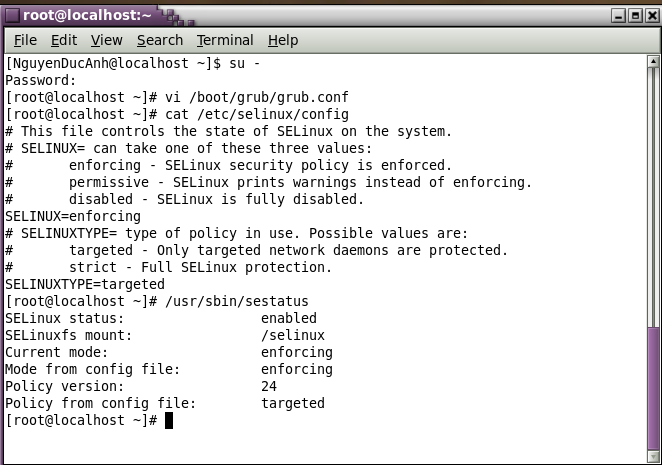 root@localhost:~
File Edit View Search Terminal Help
[NguyenDucAnh@localhost ~]$ su -
Password:
[root@localhost ~]# vi /boot/grub/grub.conf
[root@localhost ~]# cat /etc/selinux/config
# This file controls the state of SELinux on the system.
# SELINUX= can take one of these three values:
#       enforcing - SELinux security policy is enforced.
#       permissive - SELinux prints warnings instead of enforcing.
#       disabled - SELinux is fully disabled.
SELINUX=enforcing
# SELINUXTYPE= type of policy in use. Possible values are:
#       targeted - Only targeted network daemons are protected.
#       strict - Full SELinux protection.
SELINUXTYPE=targeted
[root@localhost ~]# /usr/sbin/sestatus
SELinux status:                 enabled
SELinuxfs mount:                /selinux
Current mode:                   enforcing
Mode from config file:          enforcing
Policy version:                 24
Policy from config file:        targeted
[root@localhost ~]#